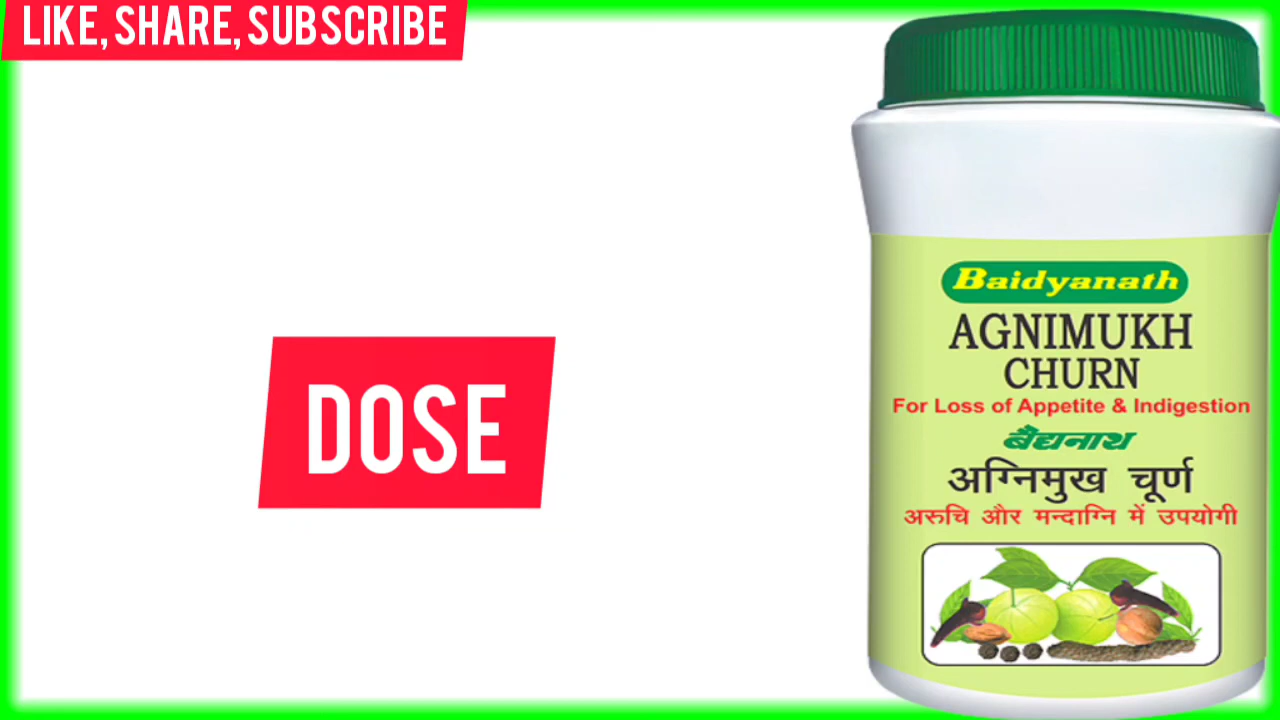 LIKE, SHARE, SUBSCRIBE
DOSE
Baidyanath
AGNIMUKH
CHURN
For Loss of Appetite & Indigestion
बैद्यनाथ
अग्निमुख चूर्ण
अरुचि और मन्दाग्नि में उपयोगी